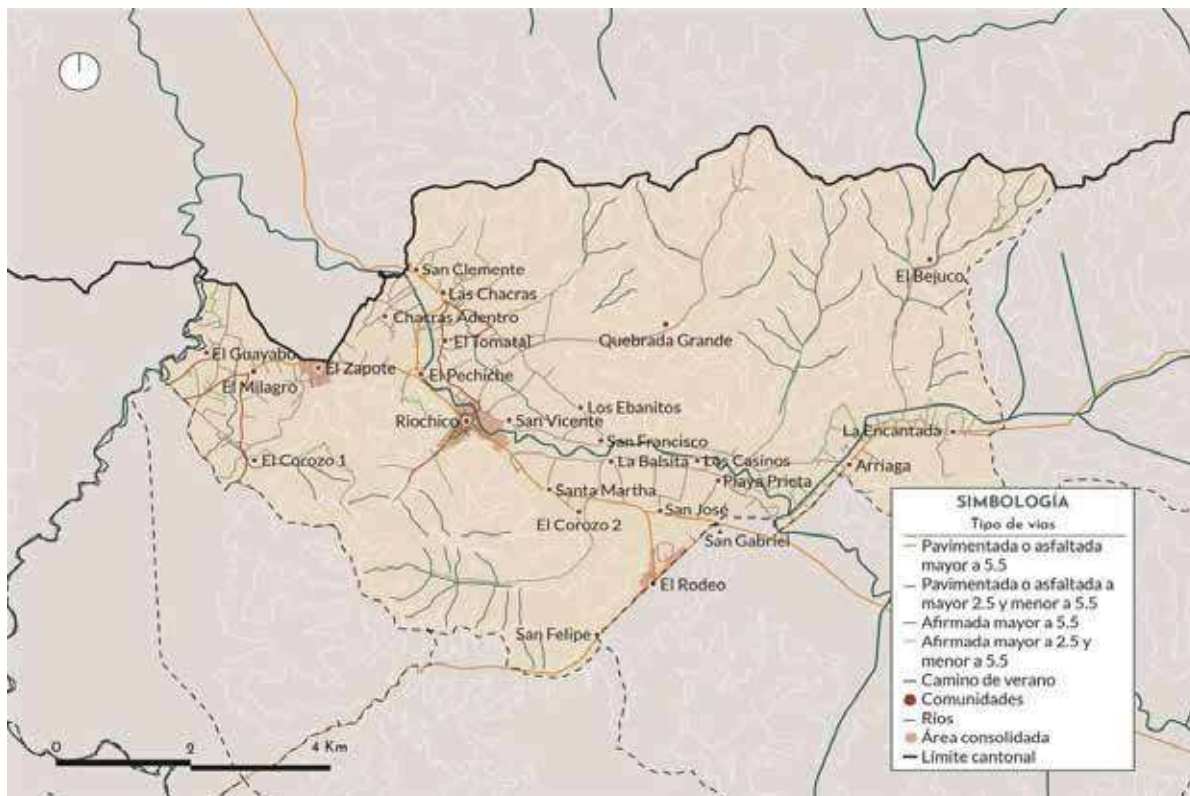 San Clemente
Las Chacras
El Bejuco
Chacras Adentro
El Tomatal
Quebrada Grande
El Guayabo
El Zapote
El Pechiche
El Milagro
Los Ebanitos
Riochico
San Vicente
La Encantada
San Francisco
El Corozo 1
La Balsita
Los Casinos
Arriaga
Playa Prieta
Santa Martha
San José
El Corozo 2
San Gabriel
El Rodeo
San Felipe
0 2 4 Km
SIMBOLOGÍA
Tipo de vías
Pavimentada o asfaltada
mayor a 5.5
Pavimentada o asfaltada a
mayor 2.5 y menor a 5.5
Afirmada mayor a 5.5
Afirmada mayor a 2.5 y
menor a 5.5
Camino de verano
Comunidades
Ríos
Área consolidada
Límite cantonal